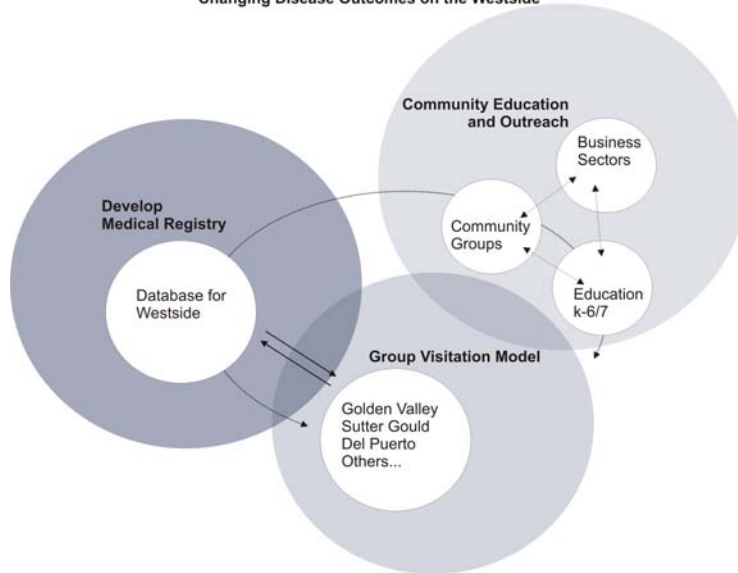 Changing Disease Outcomes on the Westside
Community Education
and Outreach
Business
Sectors
Develop
Medical Registry
Community
Groups
Database for
Westside
Education
k-6/7
Group Visitation Model
Golden Valley
Sutter Gould
Del Puerto
Others...